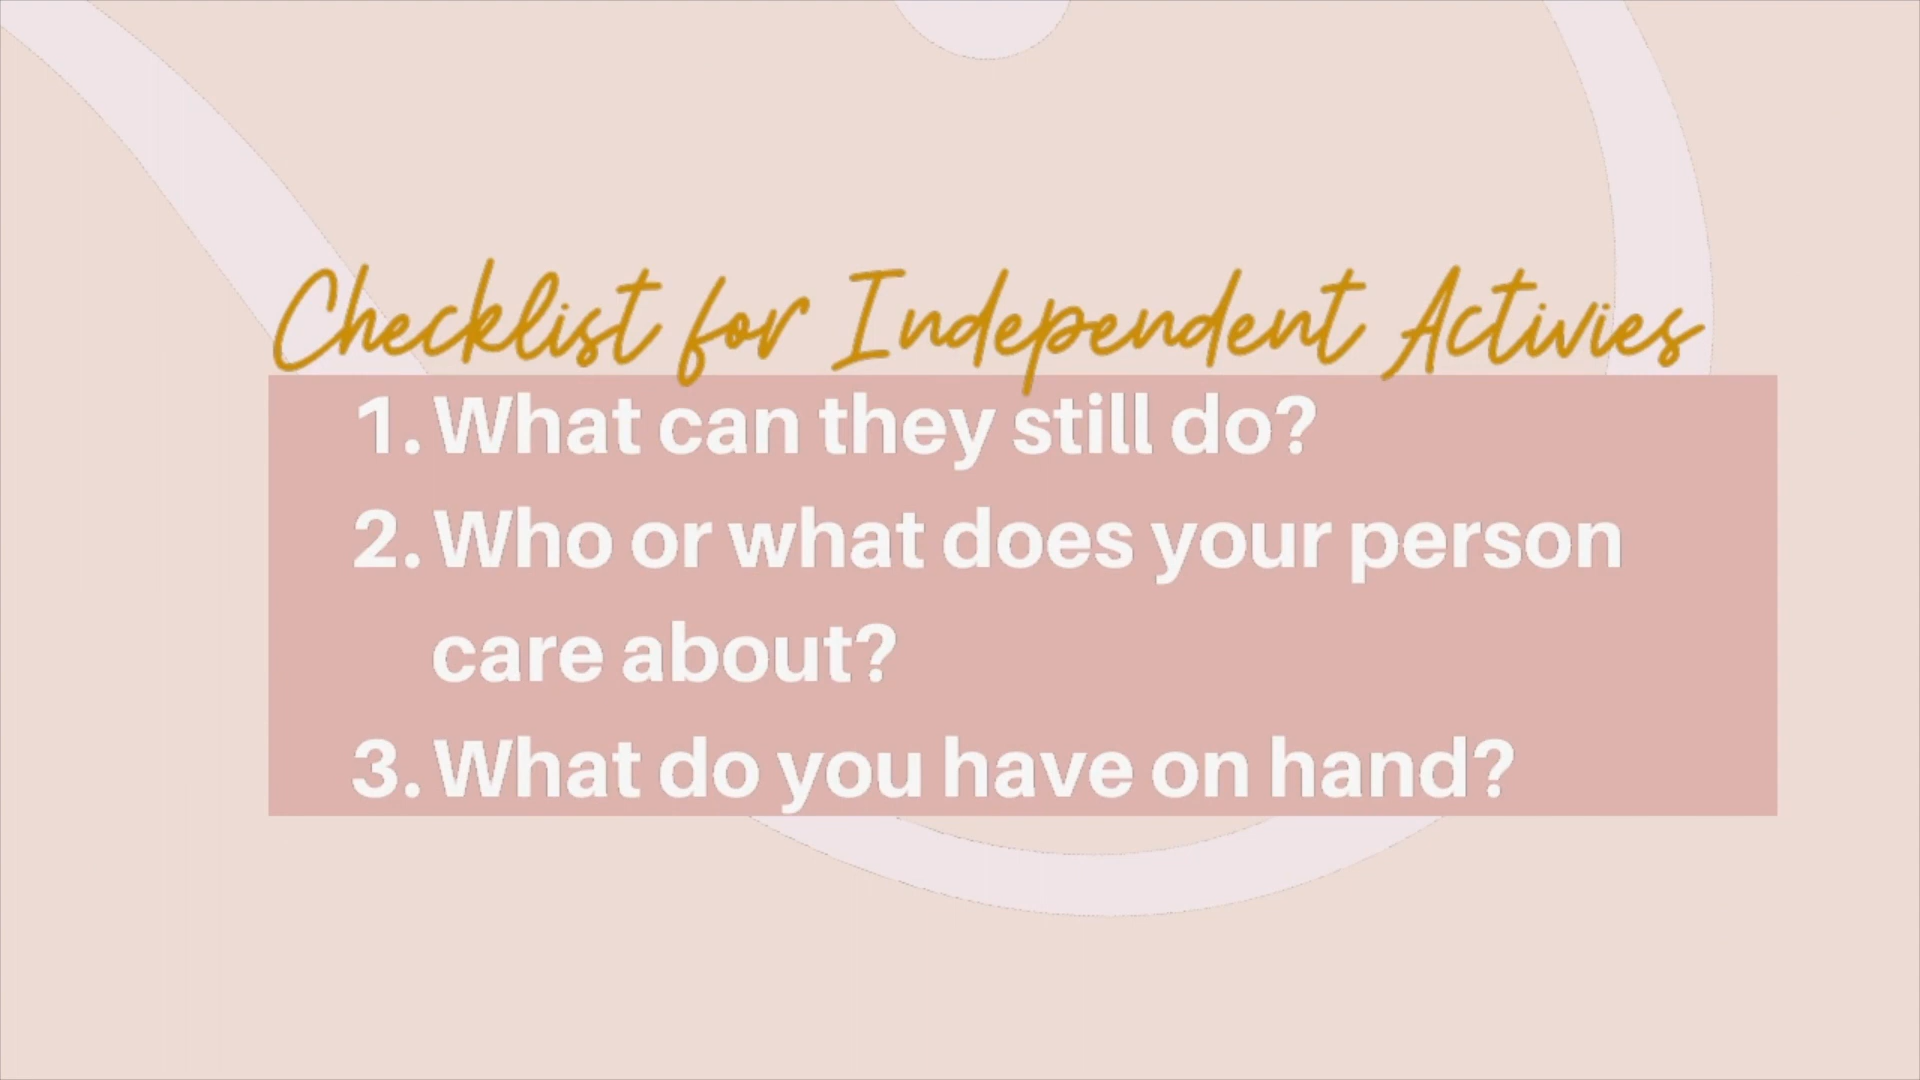 Checklist for Independent Activies
1. What can they still do?
2. Who or what does your person
care about?
3. What do you have on hand?